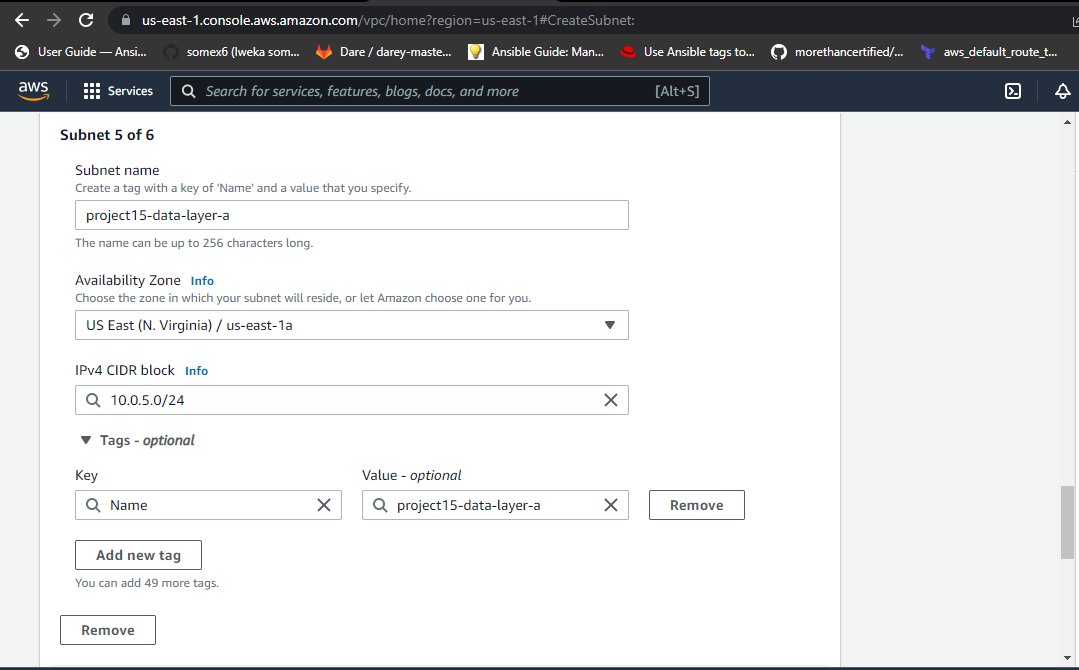 us-east-1.console.aws.amazon.com/vpc/home?region=us-east-1#CreateSubnet:
User Guide — Ansi... somex6 (Iweka som... Dare / darey-maste... Ansible Guide: Man... Use Ansible tags to... morethancertified/... aws_default_route_t...
aws Services Search for services, features, blogs, docs, and more [Alt+S]
Subnet 5 of 6
Subnet name
Create a tag with a key of 'Name' and a value that you specify.
project15-data-layer-a
The name can be up to 256 characters long.
Availability Zone Info
Choose the zone in which your subnet will reside, or let Amazon choose one for you.
US East (N. Virginia) / us-east-1a
IPv4 CIDR block Info
10.0.5.0/24
Tags - optional
Key Value - optional
Name project15-data-layer-a Remove
Add new tag
You can add 49 more tags.
Remove